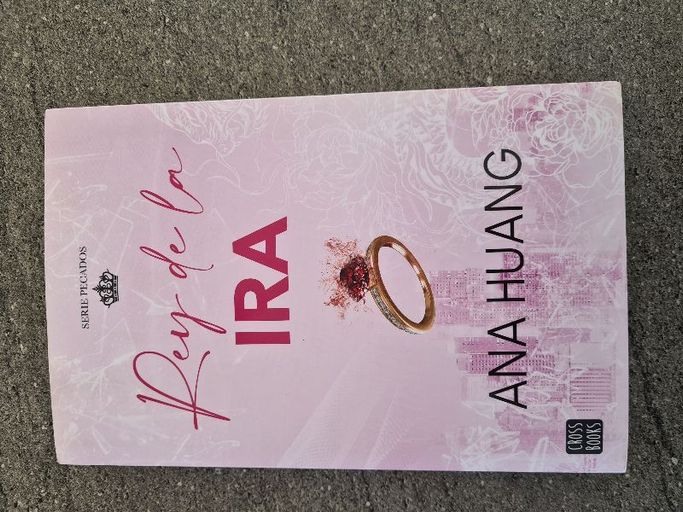 SERIE PECADOS
Rey de la
IRA
ANA HUANG
CROSS
BOOKS